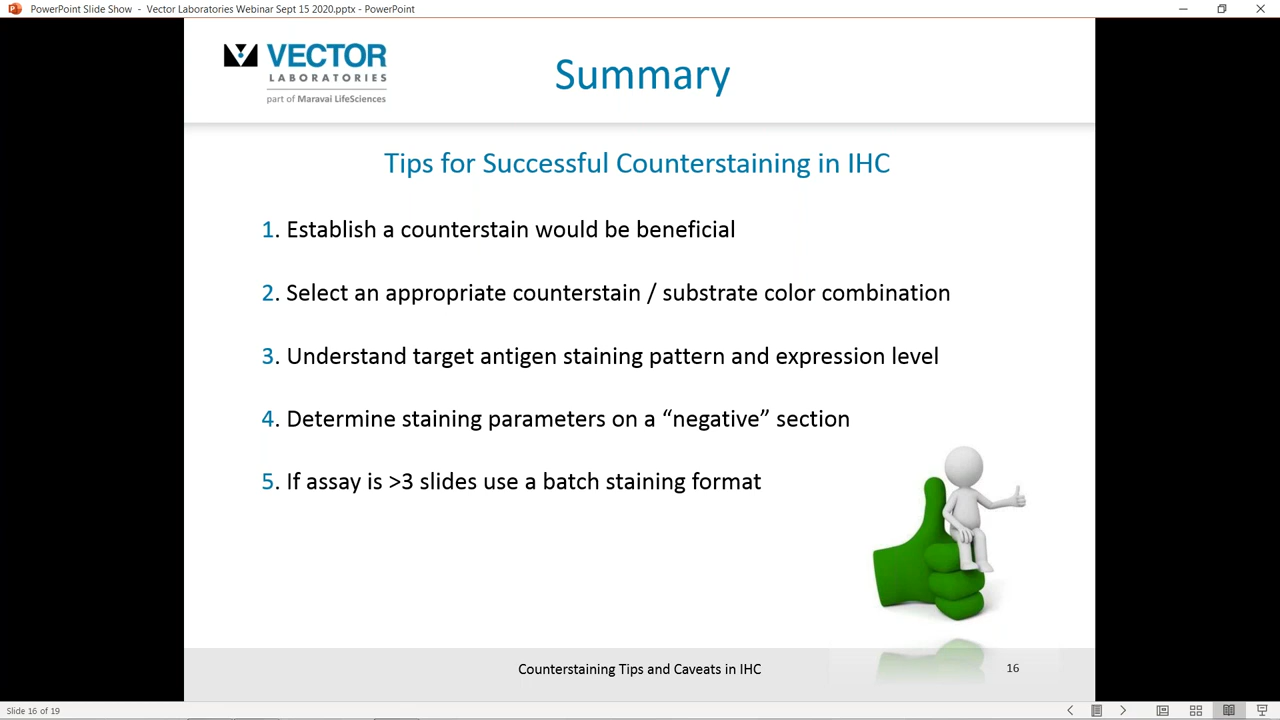 PowerPoint Slide Show - Vector Laboratories Webinar Sept 15 2020.pptx - PowerPoint
VECTOR
LABORATORIES
part of Maravai LifeSciences
Summary
Tips for Successful Counterstaining in IHC
1. Establish a counterstain would be beneficial
2. Select an appropriate counterstain / substrate color combination
3. Understand target antigen staining pattern and expression level
4. Determine staining parameters on a “negative” section
5. If assay is >3 slides use a batch staining format
Counterstaining Tips and Caveats in IHC
16
Slide 16 of 19